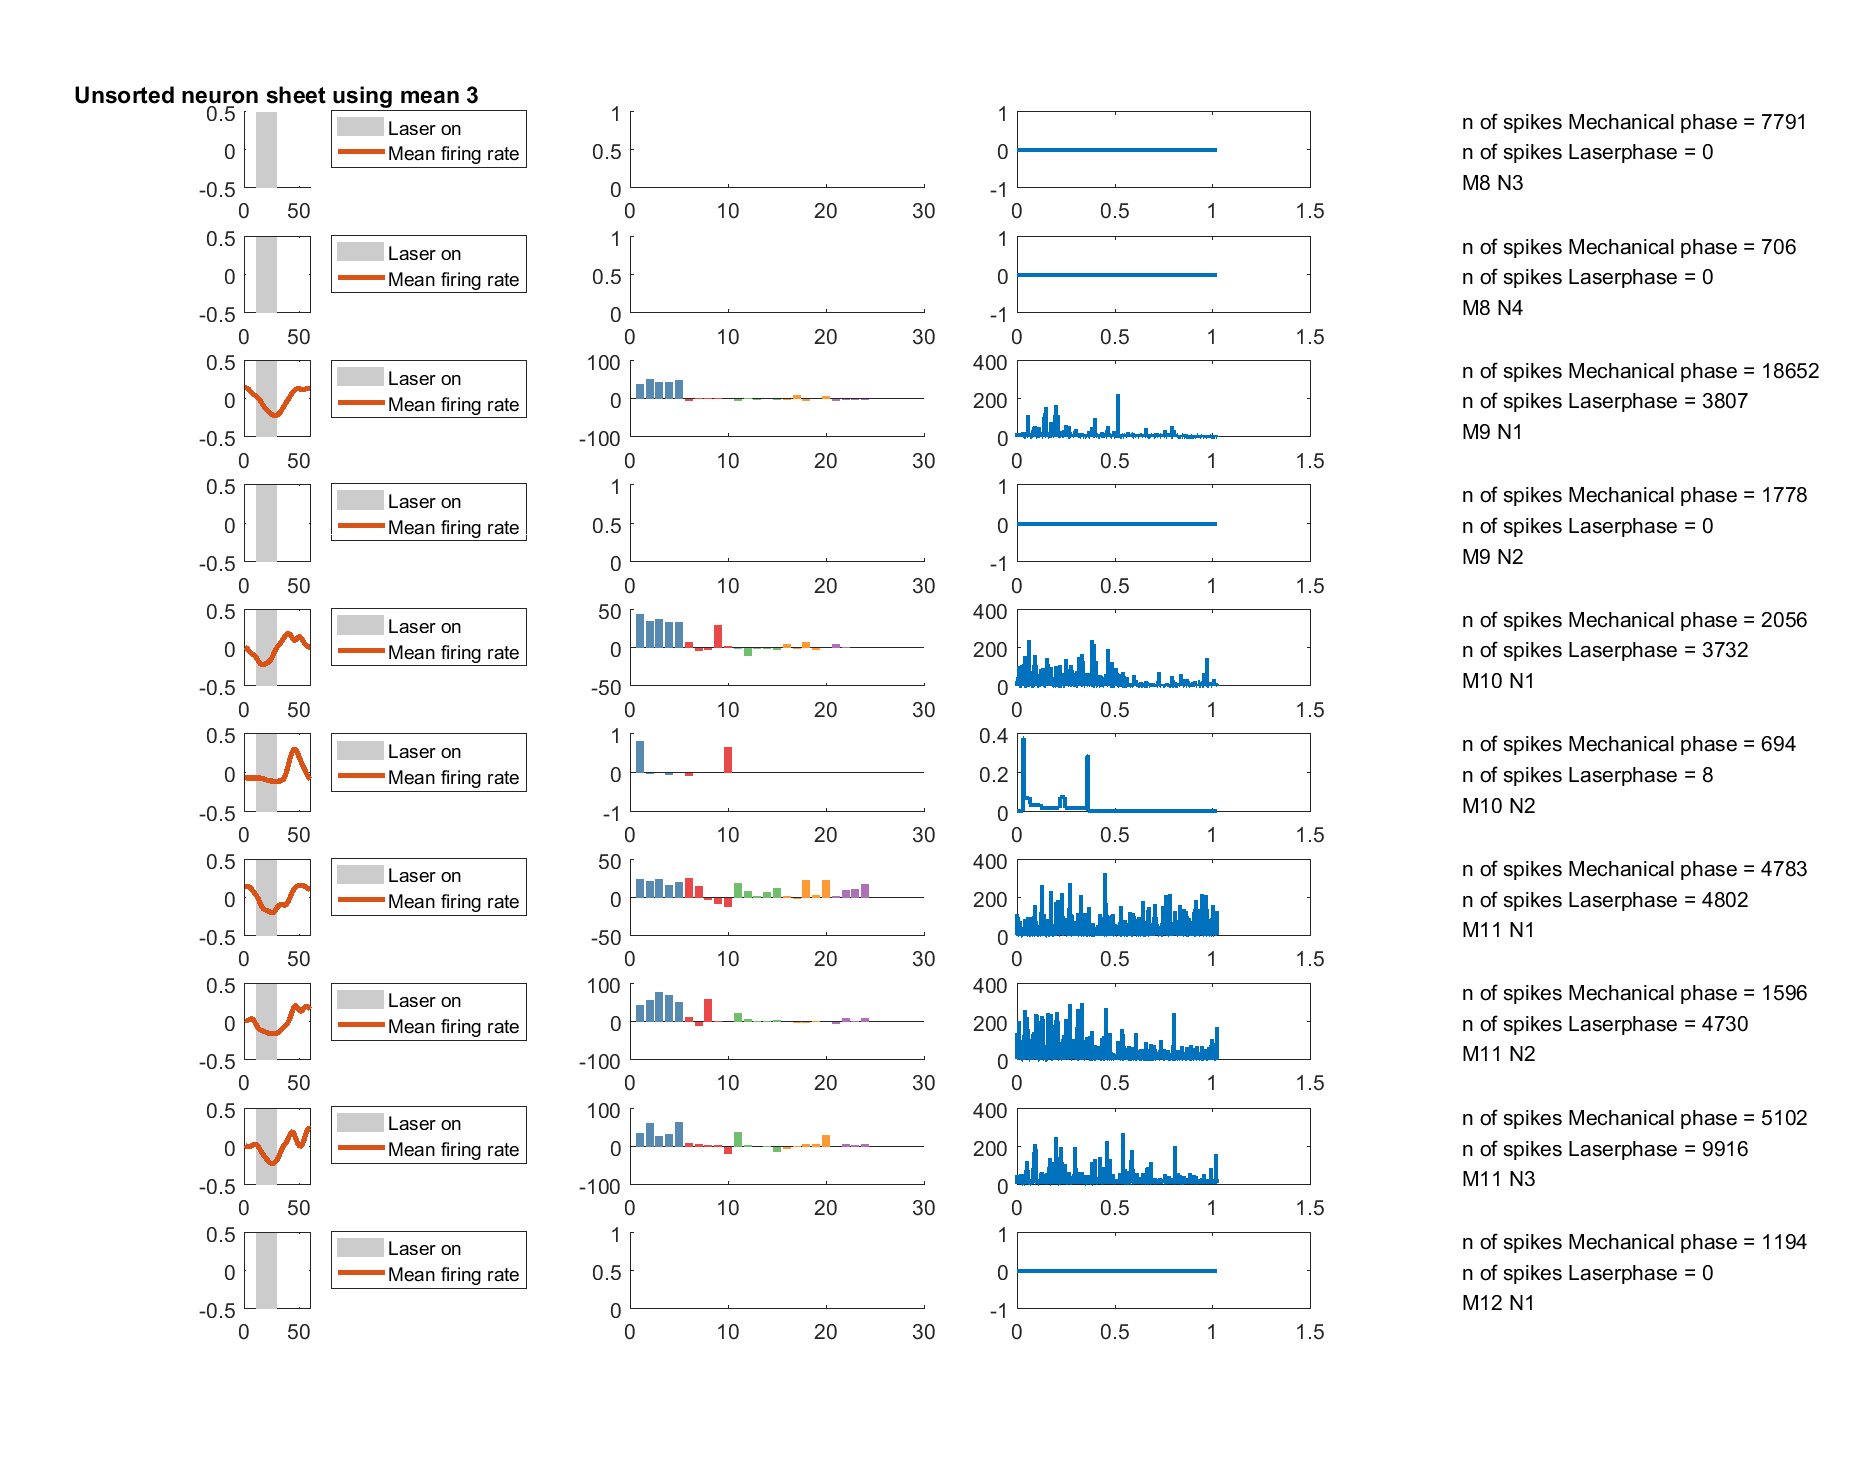 Unsorted neuron sheet using mean 3
0.5
0
-0.5
0 50
Laser on
Mean firing rate
1
0.5
0
0 10 20 30
1
0
-1
0 0.5 1 1.5
n of spikes Mechanical phase = 7791
n of spikes Laserphase = 0
M8 N3
0.5
0
-0.5
0 50
Laser on
Mean firing rate
1
0.5
0
0 10 20 30
1
0
-1
0 0.5 1 1.5
n of spikes Mechanical phase = 706
n of spikes Laserphase = 0
M8 N4
0.5
0
-0.5
0 50
Laser on
Mean firing rate
100
0
-100
0 10 20 30
400
200
0
0 0.5 1 1.5
n of spikes Mechanical phase = 18652
n of spikes Laserphase = 3807
M9 N1
0.5
0
-0.5
0 50
Laser on
Mean firing rate
1
0.5
0
0 10 20 30
1
0
-1
0 0.5 1 1.5
n of spikes Mechanical phase = 1778
n of spikes Laserphase = 0
M9 N2
0.5
0
-0.5
0 50
Laser on
Mean firing rate
50
0
-50
0 10 20 30
400
200
0
0 0.5 1 1.5
n of spikes Mechanical phase = 2056
n of spikes Laserphase = 3732
M10 N1
0.5
0
-0.5
0 50
Laser on
Mean firing rate
1
0
-1
0 10 20 30
0.4
0.2
0
0 0.5 1 1.5
n of spikes Mechanical phase = 694
n of spikes Laserphase = 8
M10 N2
0.5
0
-0.5
0 50
Laser on
Mean firing rate
50
0
-50
0 10 20 30
400
200
0
0 0.5 1 1.5
n of spikes Mechanical phase = 4783
n of spikes Laserphase = 4802
M11 N1
0.5
0
-0.5
0 50
Laser on
Mean firing rate
100
0
-100
0 10 20 30
400
200
0
0 0.5 1 1.5
n of spikes Mechanical phase = 1596
n of spikes Laserphase = 4730
M11 N2
0.5
0
-0.5
0 50
Laser on
Mean firing rate
100
0
-100
0 10 20 30
400
200
0
0 0.5 1 1.5
n of spikes Mechanical phase = 5102
n of spikes Laserphase = 9916
M11 N3
0.5
0
-0.5
0 50
Laser on
Mean firing rate
1
0.5
0
0 10 20 30
1
0
-1
0 0.5 1 1.5
n of spikes Mechanical phase = 1194
n of spikes Laserphase = 0
M12 N1